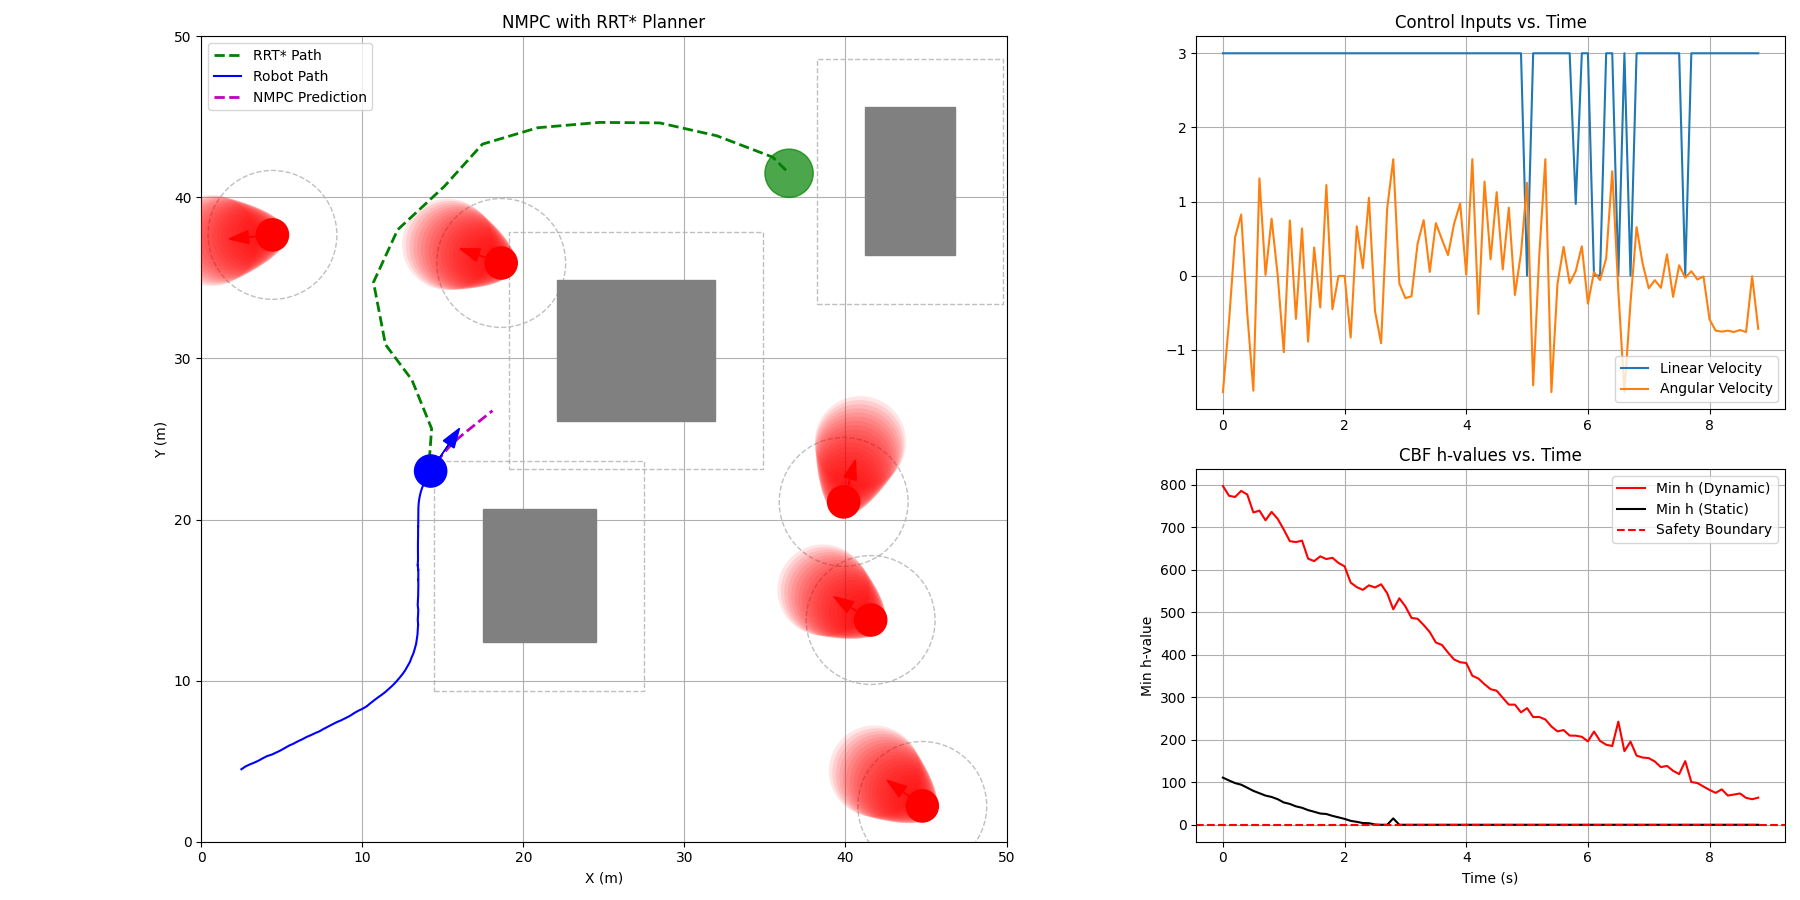 NMPC with RRT* Planner
RRT* Path
Robot Path
NMPC Prediction
50
40
30
20
10
0
Y (m)
0 10 20 30 40 50
X (m)
Control Inputs vs. Time
3
2
1
0
−1
Linear Velocity
Angular Velocity
0 2 4 6 8
CBF h-values vs. Time
Min h (Dynamic)
Min h (Static)
Safety Boundary
800
700
600
500
400
300
200
100
0
Min h-value
0 2 4 6 8
Time (s)